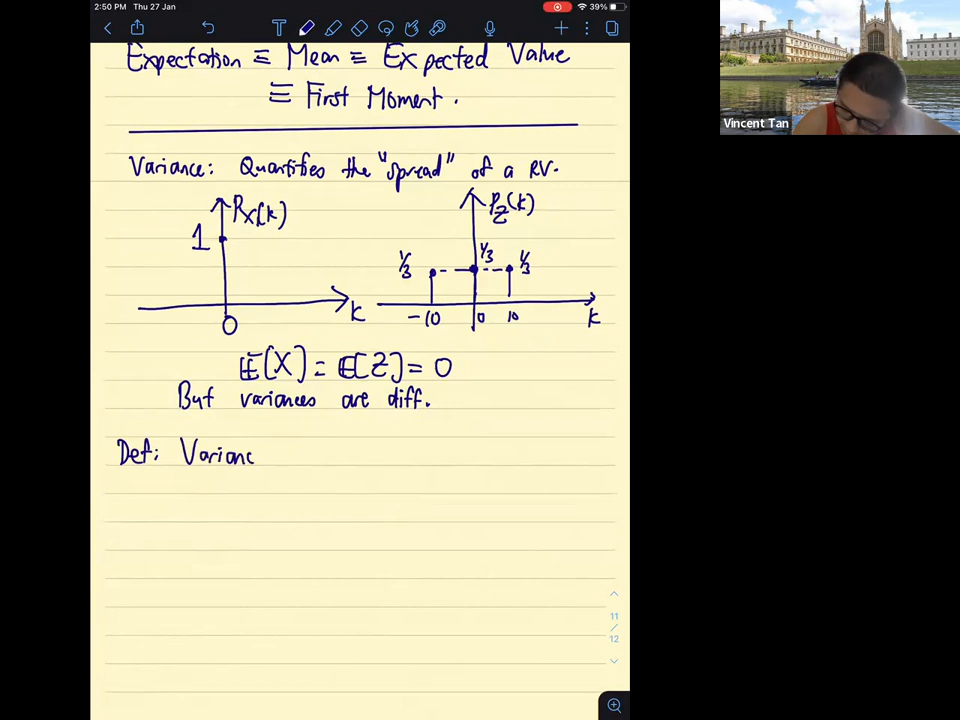 2:50 PM Thu 27 Jan
39%
Expectation ≡ Mean ≡ Expected Value
≡ First Moment.
Variance: Quantifies the "spread" of a RV.
P_X(k)
1
0
k
P_Z(k)
1/3
1/3
1/3
-10
0
10
k
E[X] = E[Z] = 0
But variances are diff.
Def: Varianc
11
/
12
Vincent Tan